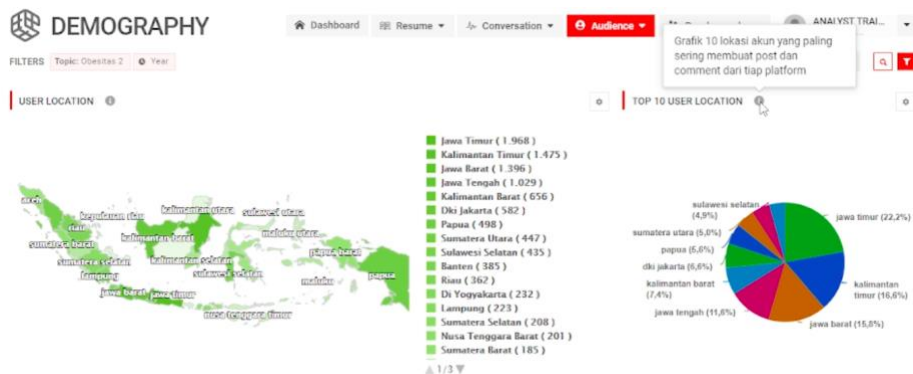 DEMOGRAPHY
Dashboard
Resume
Conversation
Audience
ANALYST TRAI...
FILTERS
Topic: Obesitas 2
Year
Grafik 10 lokasi akun yang paling
sering membuat post dan
comment dari tiap platform
USER LOCATION
TOP 10 USER LOCATION
aceh
kepulauan riau
riau
sumatera barat
sumatera selatan
lampung
jawa barat
jawa timur
kalimantan utara
kalimantan barat
kalimantan selatan
sulawesi utara
sulawesi selatan
maluku utara
maluku
papua barat
papua
nusa tenggara timur
Jawa Timur ( 1.968 )
Kalimantan Timur ( 1.475 )
Jawa Barat ( 1.396 )
Jawa Tengah ( 1.029 )
Kalimantan Barat ( 656 )
Dki Jakarta ( 582 )
Papua ( 498 )
Sumatera Utara ( 447 )
Sulawesi Selatan ( 435 )
Banten ( 385 )
Riau ( 362 )
Di Yogyakarta ( 232 )
Lampung ( 223 )
Sumatera Selatan ( 208 )
Nusa Tenggara Barat ( 201 )
Sumatera Barat ( 185 )
1/3
sulawesi selatan
(4,9%)
sumatera utara (5,0%)
papua (5,6%)
dki jakarta (6,6%)
kalimantan barat
(7,4%)
jawa tengah (11,6%)
jawa barat (15,8%)
kalimantan
timur (16,6%)
jawa timur (22,2%)